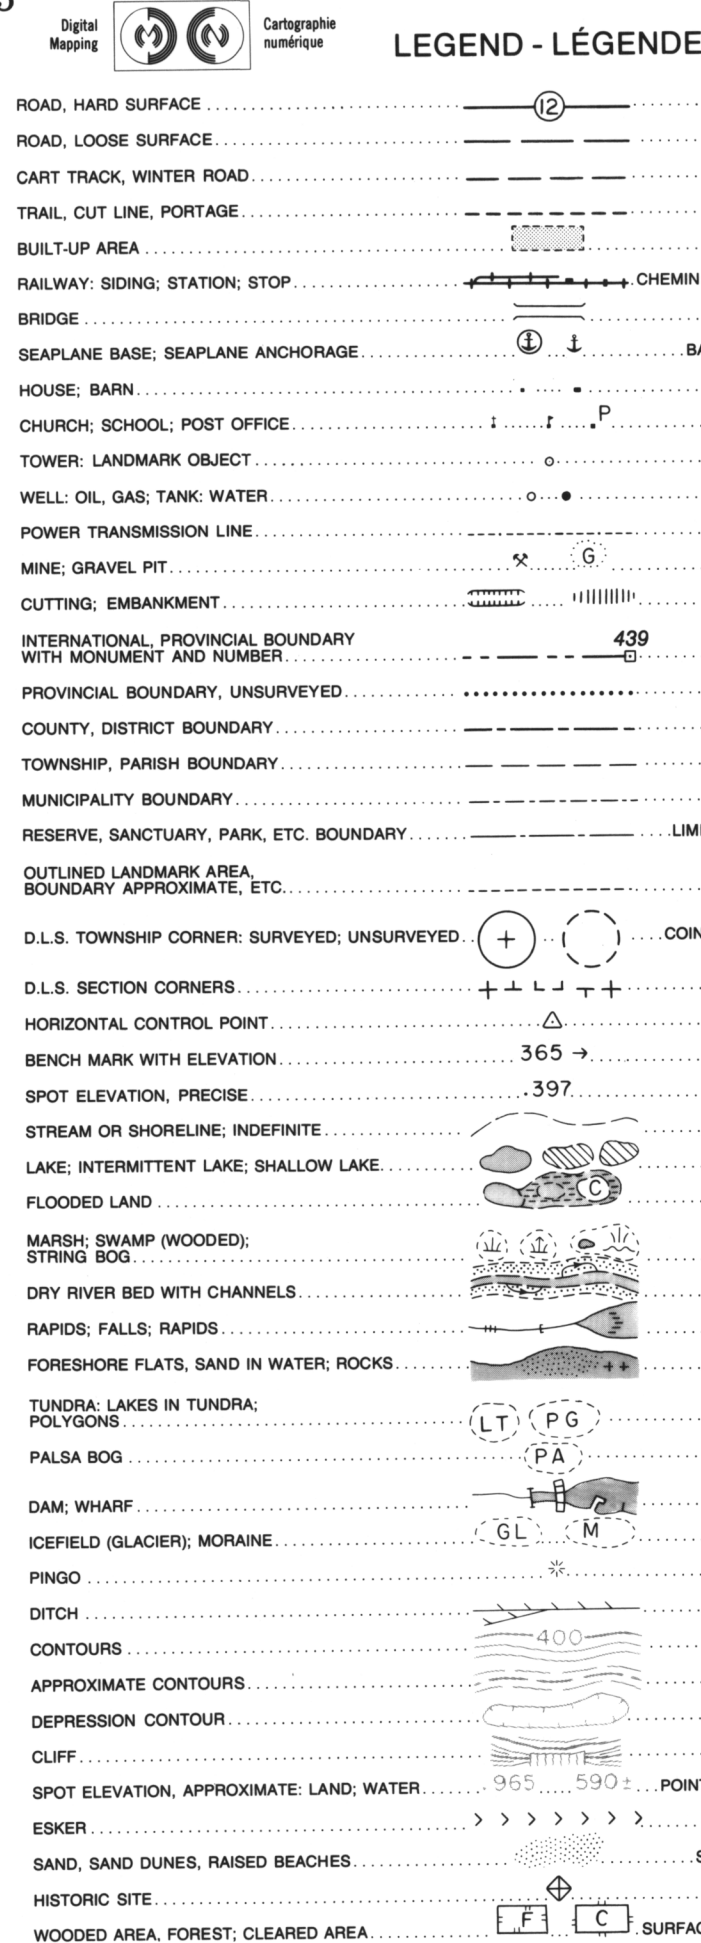 Digital
Mapping
Cartographie
numérique
LEGEND - LÉGENDE
ROAD, HARD SURFACE 12
ROAD, LOOSE SURFACE
CART TRACK, WINTER ROAD
TRAIL, CUT LINE, PORTAGE
BUILT-UP AREA
RAILWAY: SIDING; STATION; STOP CHEMIN
BRIDGE
SEAPLANE BASE; SEAPLANE ANCHORAGE
HOUSE; BARN
CHURCH; SCHOOL; POST OFFICE P
TOWER: LANDMARK OBJECT
WELL: OIL, GAS; TANK: WATER
POWER TRANSMISSION LINE
MINE; GRAVEL PIT G
CUTTING; EMBANKMENT
INTERNATIONAL, PROVINCIAL BOUNDARY 439
WITH MONUMENT AND NUMBER
PROVINCIAL BOUNDARY, UNSURVEYED
COUNTY, DISTRICT BOUNDARY
TOWNSHIP, PARISH BOUNDARY
MUNICIPALITY BOUNDARY
RESERVE, SANCTUARY, PARK, ETC. BOUNDARY
OUTLINED LANDMARK AREA,
BOUNDARY APPROXIMATE, ETC.
D.L.S. TOWNSHIP CORNER: SURVEYED; UNSURVEYED COIN
D.L.S. SECTION CORNERS
HORIZONTAL CONTROL POINT
BENCH MARK WITH ELEVATION 365
SPOT ELEVATION, PRECISE .397
STREAM OR SHORELINE; INDEFINITE
LAKE; INTERMITTENT LAKE; SHALLOW LAKE
FLOODED LAND C
MARSH; SWAMP (WOODED);
STRING BOG
DRY RIVER BED WITH CHANNELS
RAPIDS; FALLS; RAPIDS
FORESHORE FLATS, SAND IN WATER; ROCKS
TUNDRA: LAKES IN TUNDRA;
POLYGONS LT PG
PALSA BOG PA
DAM; WHARF
ICEFIELD (GLACIER); MORAINE GL M
PINGO
DITCH
CONTOURS 400
APPROXIMATE CONTOURS
DEPRESSION CONTOUR
CLIFF
SPOT ELEVATION, APPROXIMATE: LAND; WATER .965 590± POINT
ESKER
SAND, SAND DUNES, RAISED BEACHES
HISTORIC SITE
WOODED AREA, FOREST; CLEARED AREA F C